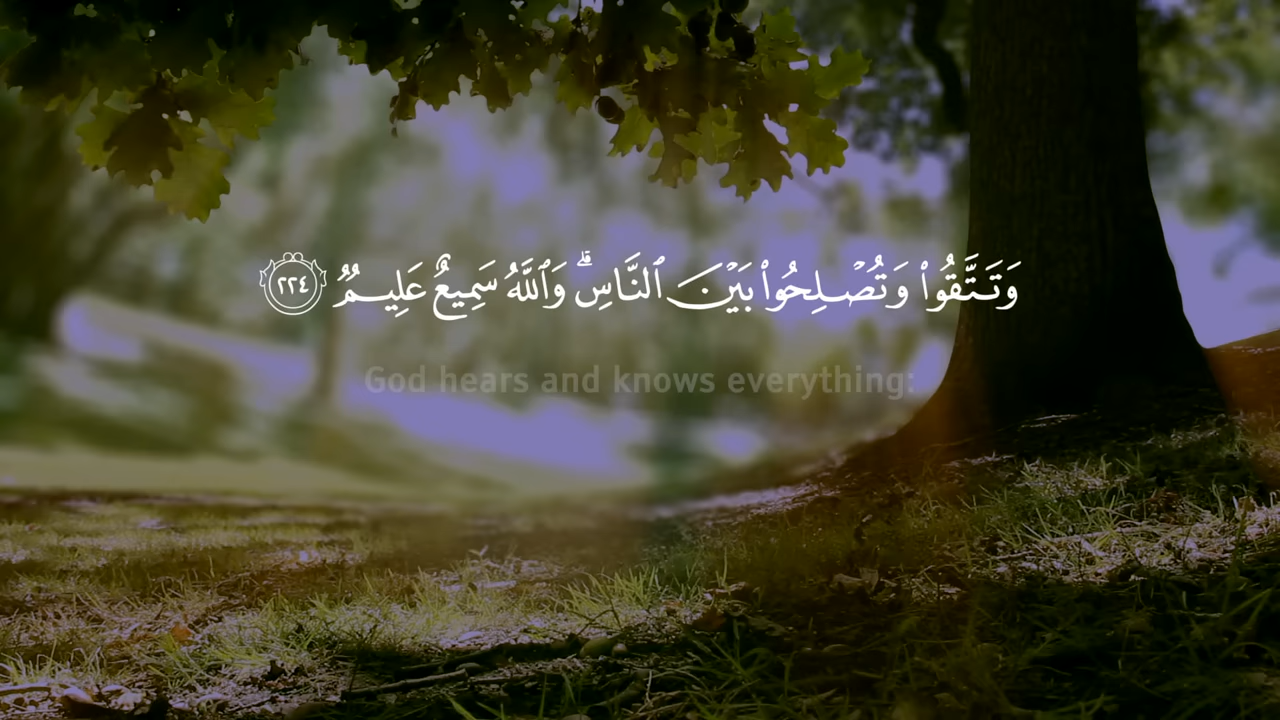 وَتَتَّقُوا۟ وَتُصْلِحُوا۟ بَيْنَ ٱلنَّاسِ ۗ وَٱللَّهُ سَمِيعٌ عَلِيمٌ ٢٢٤
God hears and knows everything: